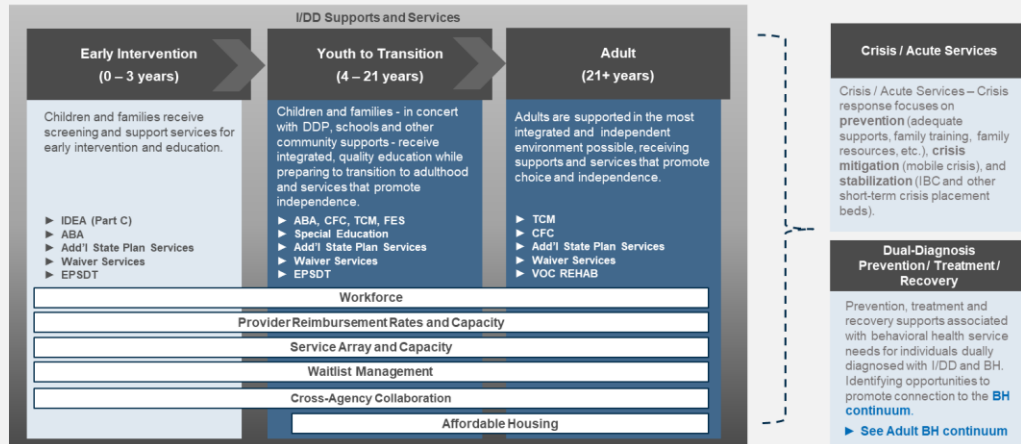 I/DD Supports and Services
Early Intervention
(0 – 3 years)
Children and families receive
screening and support services for
early intervention and education.
► IDEA (Part C)
► ABA
► Add'l State Plan Services
► Waiver Services
► EPSDT
Youth to Transition
(4 – 21 years)
Children and families - in concert
with DDP, schools and other
community supports - receive
integrated, quality education while
preparing to transition to adulthood
and services that promote
independence.
► ABA, CFC, TCM, FES
► Special Education
► Add'l State Plan Services
► Waiver Services
► EPSDT
Adult
(21+ years)
Adults are supported in the most
integrated and independent
environment possible, receiving
supports and services that promote
choice and independence.
► TCM
► CFC
► Add'l State Plan Services
► Waiver Services
► VOC REHAB
Workforce
Provider Reimbursement Rates and Capacity
Service Array and Capacity
Waitlist Management
Cross-Agency Collaboration
Affordable Housing
Crisis / Acute Services
Crisis / Acute Services – Crisis
response focuses on
prevention (adequate
supports, family training, family
resources, etc.), crisis
mitigation (mobile crisis), and
stabilization (IBC and other
short-term crisis placement
beds).
Dual-Diagnosis
Prevention / Treatment /
Recovery
Prevention, treatment and
recovery supports associated
with behavioral health service
needs for individuals dually
diagnosed with I/DD and BH.
Identifying opportunities to
promote connection to the BH
continuum.
► See Adult BH continuum